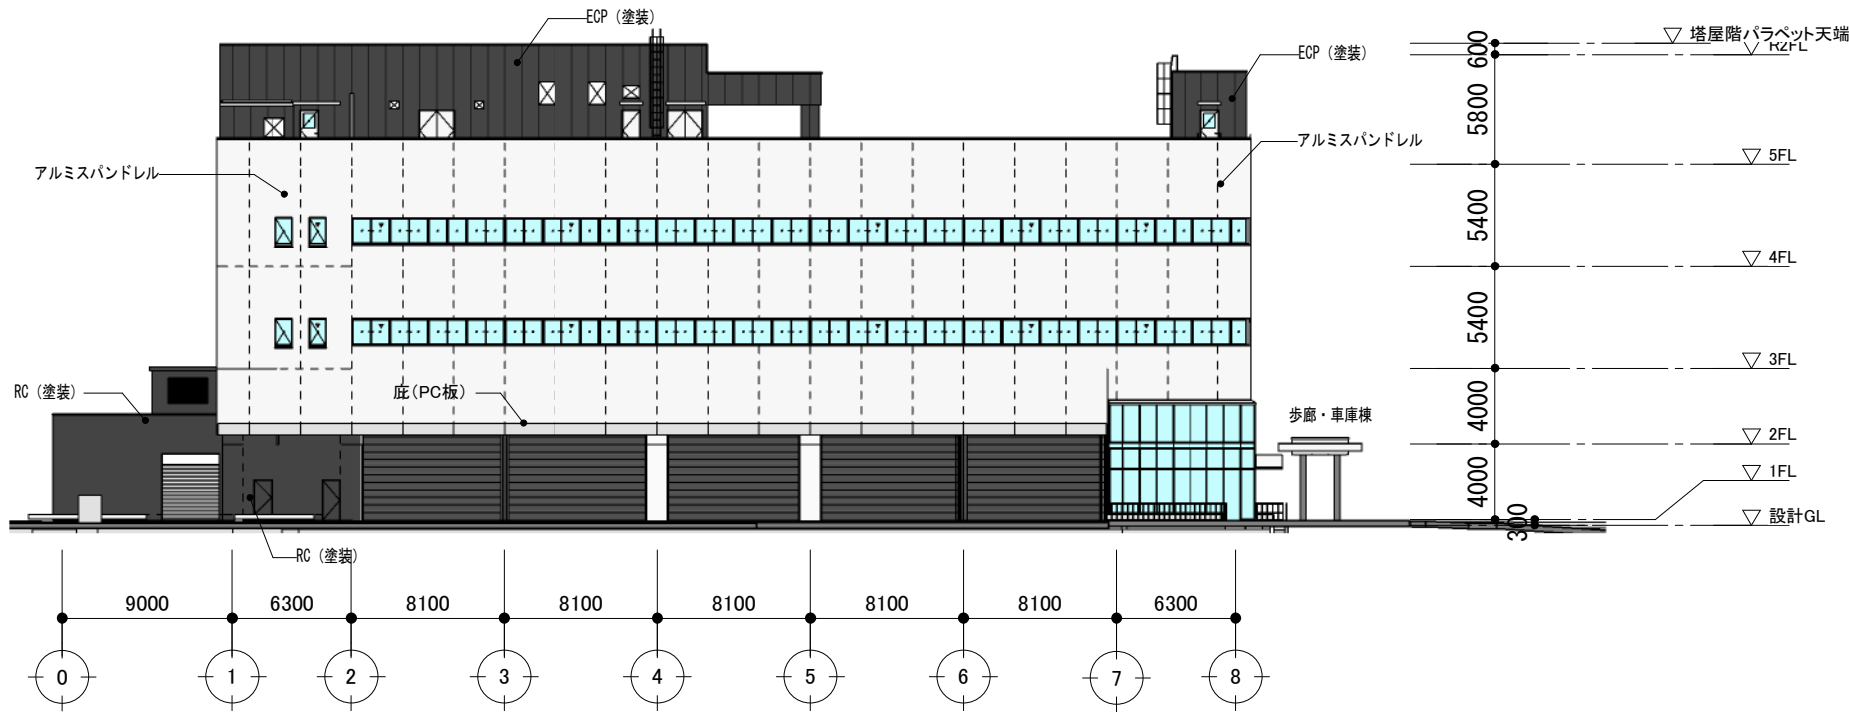 ECP（塗装）
塔屋階パラペット天端
R2FL
600
ECP（塗装）
5800
アルミスパンドレル
アルミスパンドレル
5FL
5400
4FL
5400
3FL
RC（塗装）
庇（PC板）
4000
歩廊・車庫棟
2FL
4000
1FL
設計GL
300
RC（塗装）
9000 6300 8100 8100 8100 8100 8100 6300
0 1 2 3 4 5 6 7 8